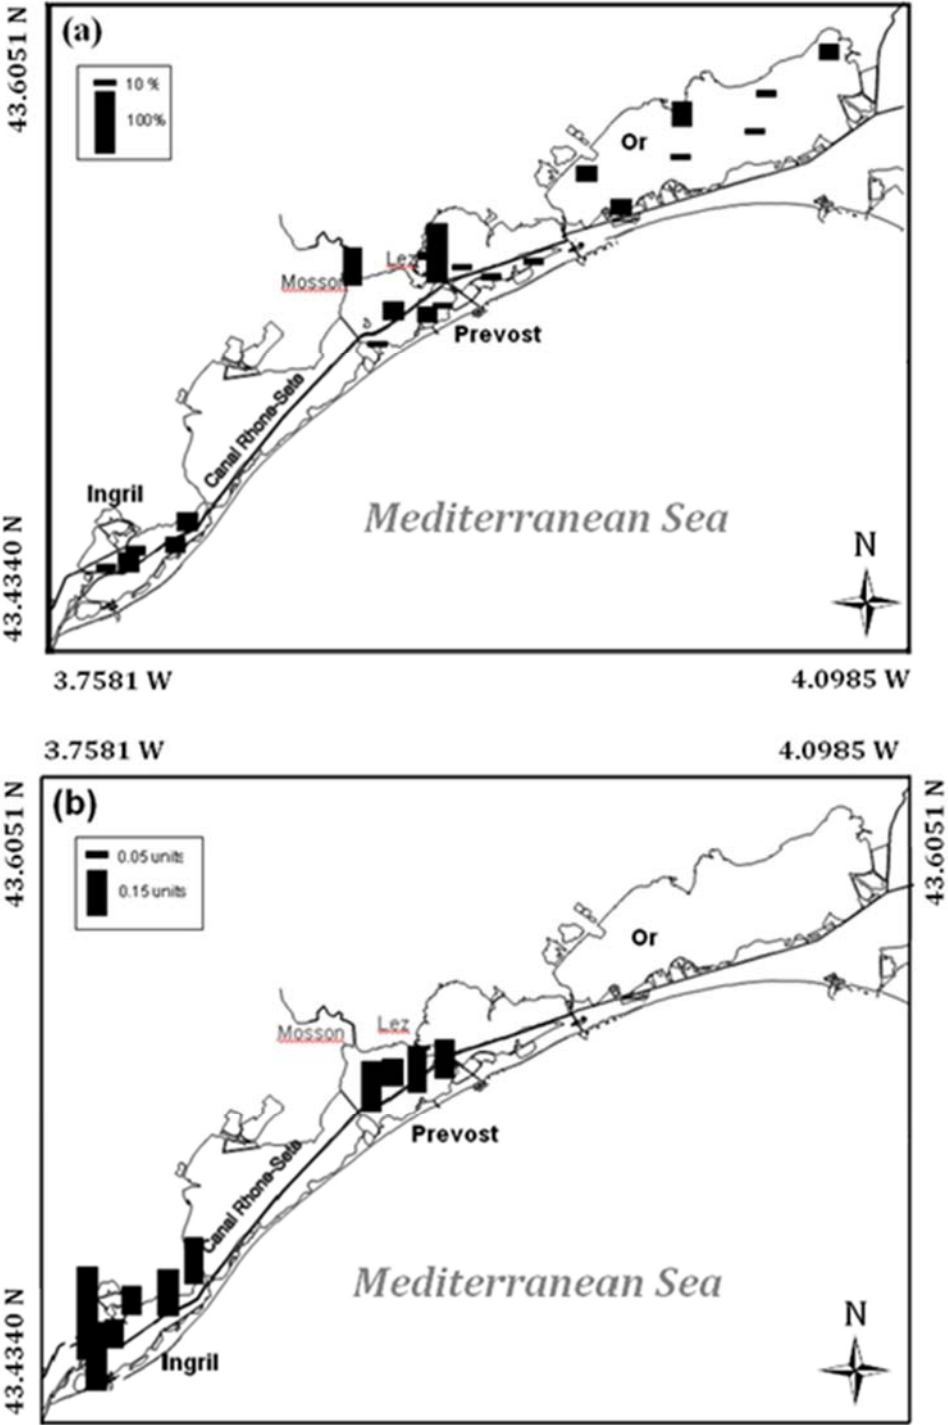 (a)
43.6051 N
10 %
100%
Or
Lez
Mosson
Prevost
Canal Rhone-Sete
Ingril
Mediterranean Sea
N
43.4340 N
3.7581 W
4.0985 W
3.7581 W
4.0985 W
(b)
43.6051 N
43.6051 N
0.05 units
0.15 units
Or
Mosson
Lez
Prevost
Canal Rhone-Sete
Mediterranean Sea
N
Ingril
43.4340 N